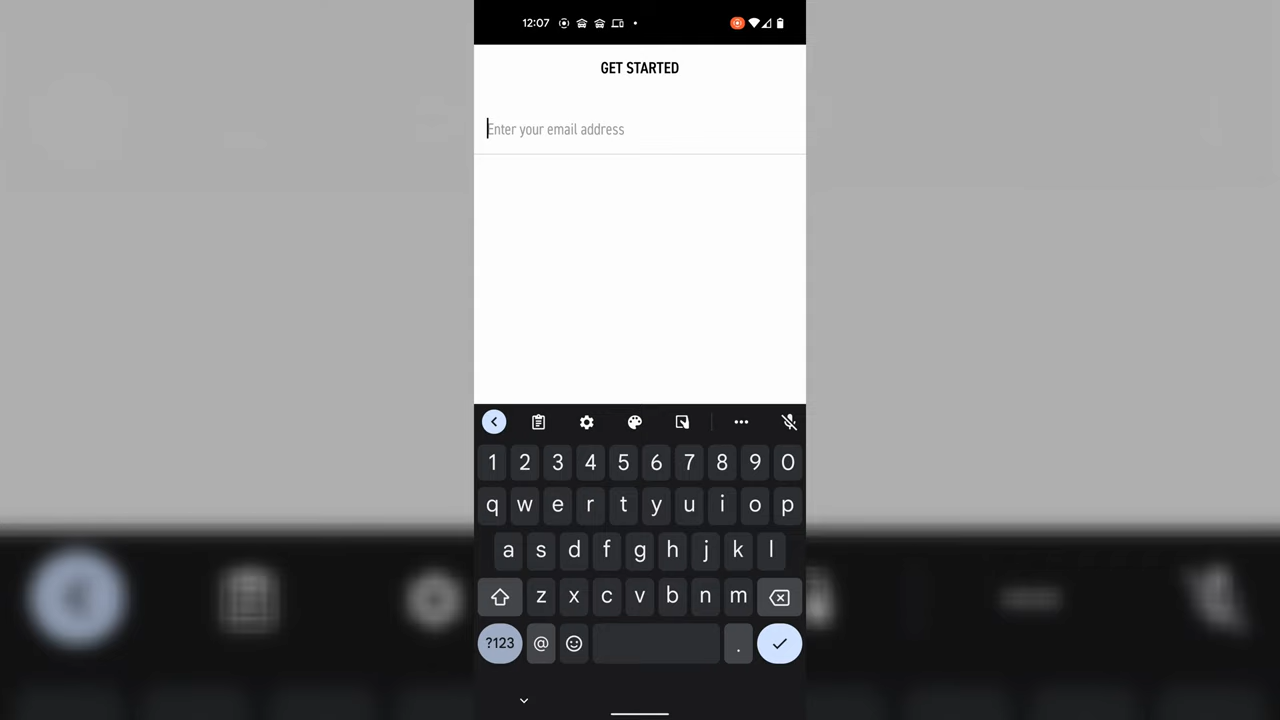 12:07
GET STARTED
Enter your email address
1 2 3 4 5 6 7 8 9 0
q w e r t y u i o p
a s d f g h j k l
z x c v b n m
?123 @ .